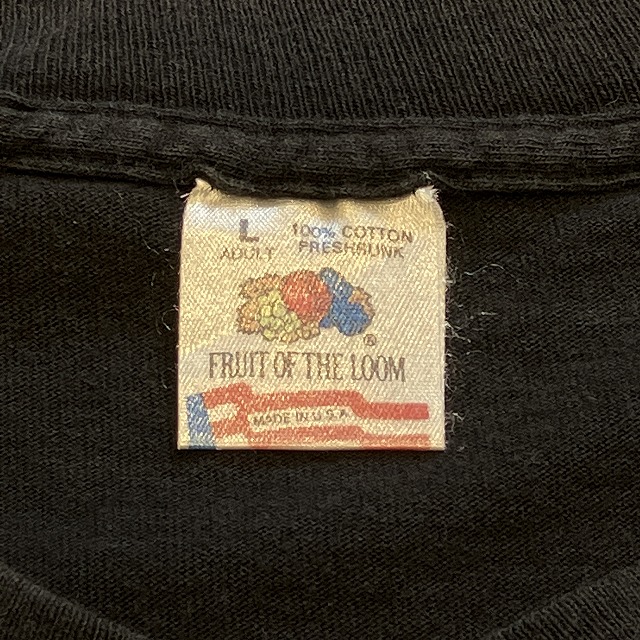 L 100% COTTON
ADULT PRESHRUNK
®
FRUIT OF THE LOOM
MADE IN U.S.A.